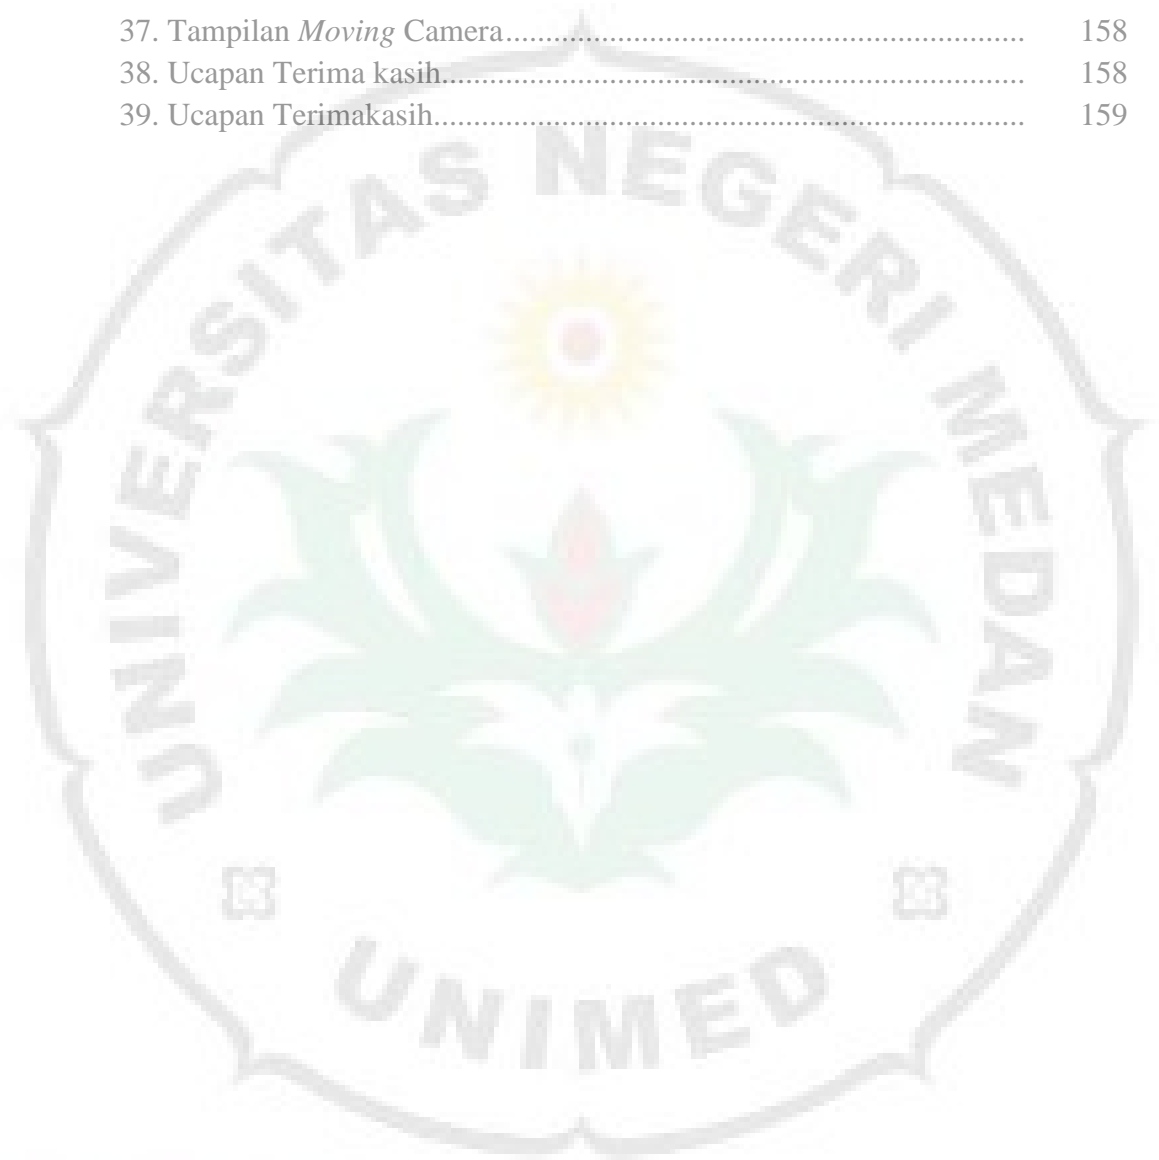 37. Tampilan Moving Camera................................................................. 158
38. Ucapan Terima kasih......................................................................... 158
39. Ucapan Terimakasih.......................................................................... 159
UNIVERSITAS NEGERI MEDAN
UNIMED